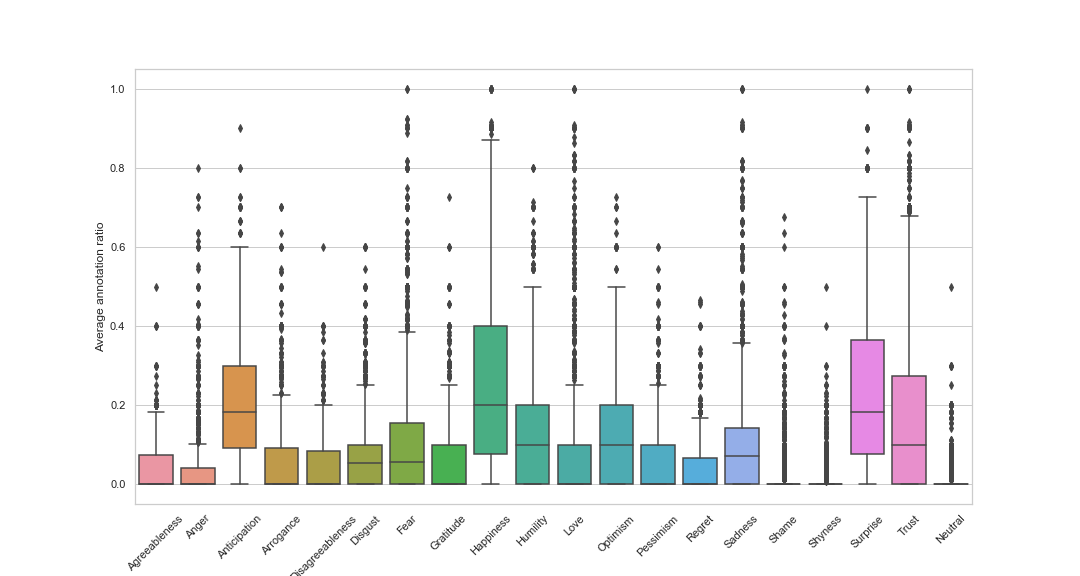 1.0
0.8
0.6
0.4
0.2
0.0
Average annotation ratio
Agreeableness
Anger
Anticipation
Arrogance
Disagreeableness
Disgust
Fear
Gratitude
Happiness
Humility
Love
Optimism
Pessimism
Regret
Sadness
Shame
Shyness
Surprise
Trust
Neutral